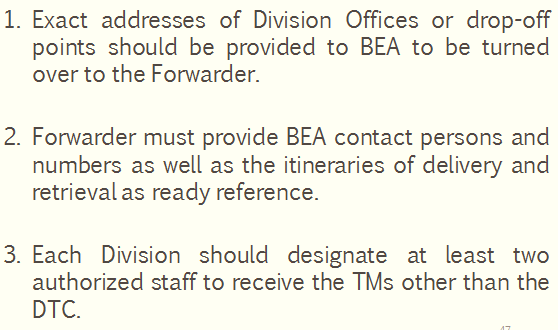 1. Exact addresses of Division Offices or drop-off
points should be provided to BEA to be turned
over to the Forwarder.
2. Forwarder must provide BEA contact persons and
numbers as well as the itineraries of delivery and
retrieval as ready reference.
3. Each Division should designate at least two
authorized staff to receive the TMs other than the
DTC.